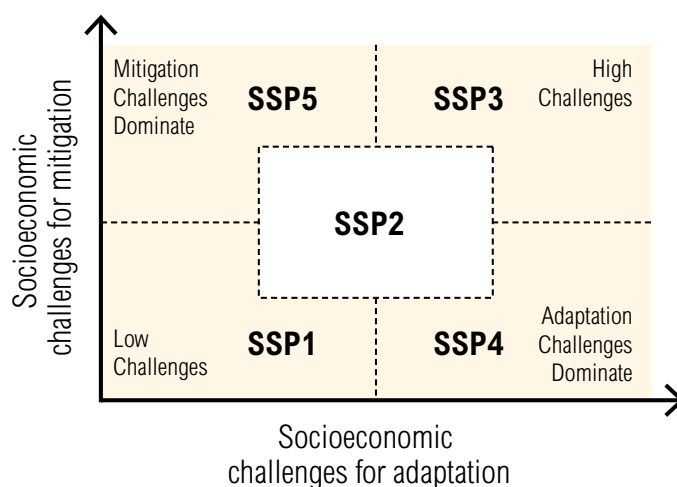 Socioeconomic
challenges for mitigation
Mitigation
Challenges
Dominate
SSP5
SSP3
High
Challenges
SSP2
Low
Challenges
SSP1
SSP4
Adaptation
Challenges
Dominate
Socioeconomic
challenges for adaptation